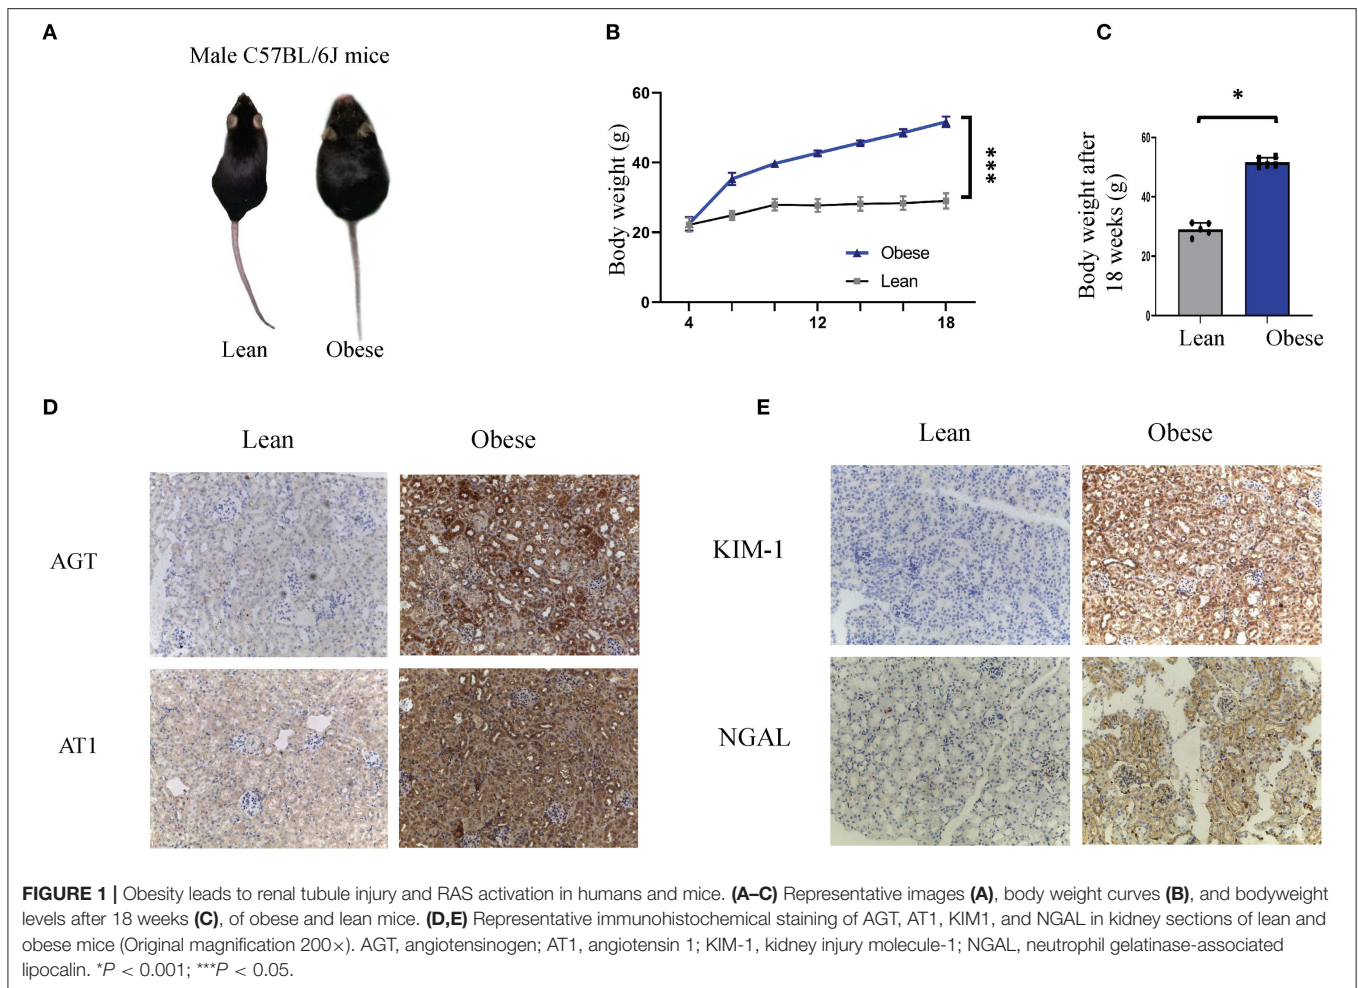 A
Male C57BL/6J mice
Lean
Obese
B
Body weight (g)
60
40
20
0
4
12
18
Obese
Lean
***
C
Body weight after
18 weeks (g)
60
40
20
0
*
Lean
Obese
D
Lean
Obese
AGT
AT1
E
Lean
Obese
KIM-1
NGAL
FIGURE 1 | Obesity leads to renal tubule injury and RAS activation in humans and mice. (A–C) Representative images (A), body weight curves (B), and bodyweight
levels after 18 weeks (C), of obese and lean mice. (D,E) Representative immunohistochemical staining of AGT, AT1, KIM1, and NGAL in kidney sections of lean and
obese mice (Original magnification 200×). AGT, angiotensinogen; AT1, angiotensin 1; KIM-1, kidney injury molecule-1; NGAL, neutrophil gelatinase-associated
lipocalin. *P < 0.001; ***P < 0.05.